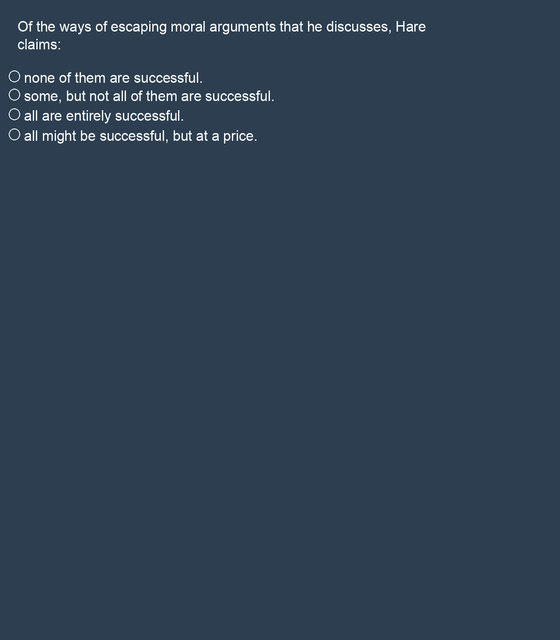 Of the ways of escaping moral arguments that he discusses, Hare
claims:
none of them are successful.
some, but not all of them are successful.
all are entirely successful.
all might be successful, but at a price.